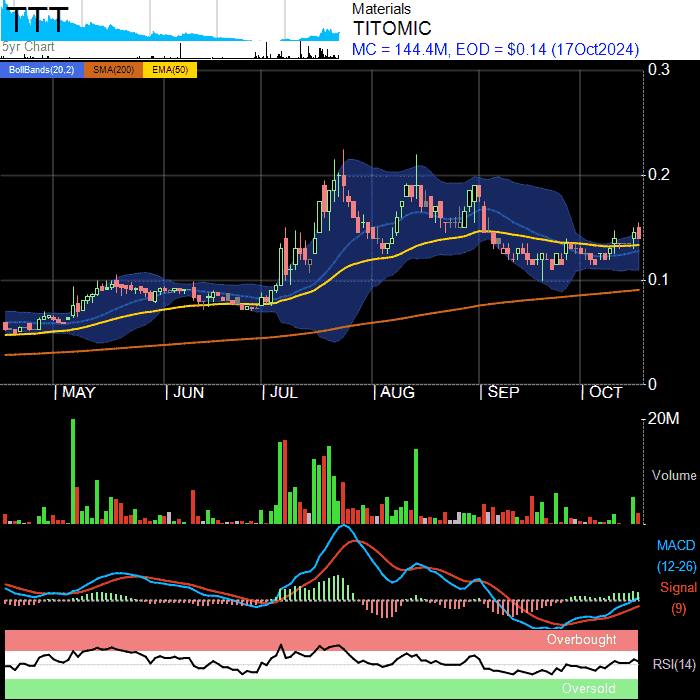 TTT
5yr Chart
Materials
TITOMIC
MC = 144.4M, EOD = $0.14 (17Oct2024)
BollBands(20,2) SMA(200) EMA(50)
0.3
0.2
0.1
0
MAY JUN JUL AUG SEP OCT
20M
Volume
MACD
(12-26)
Signal
(9)
Overbought
RSI(14)
Oversold